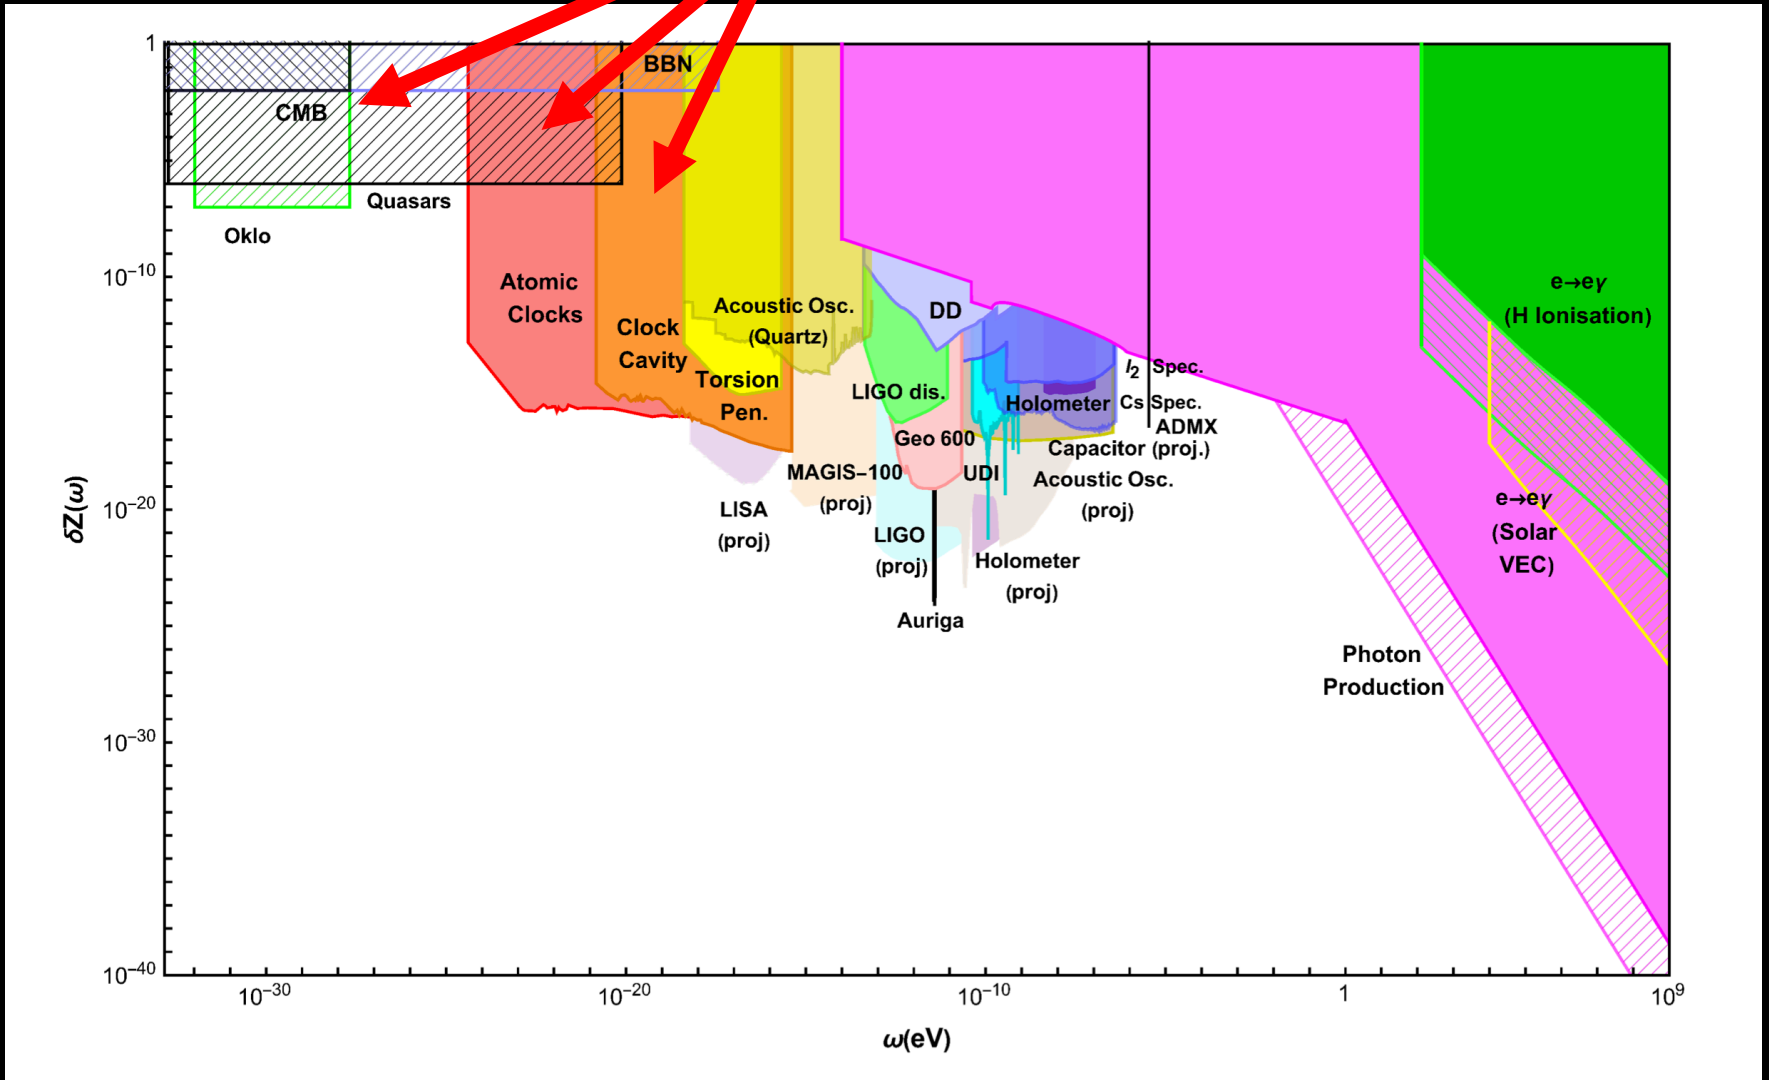 1
BBN
CMB
Quasars
Oklo
10⁻¹⁰
Atomic
Clocks
Clock
Cavity
Acoustic Osc.
(Quartz)
Torsion
Pen.
DD
LIGO dis.
Geo 600
Holometer
I₂ Spec.
Cs Spec.
ADMX
Capacitor (proj.)
MAGIS–100
(proj)
UDI
Acoustic Osc.
(proj)
LISA
(proj)
LIGO
(proj)
Holometer
(proj)
Auriga
e→eγ
(H Ionisation)
e→eγ
(Solar
VEC)
Photon
Production
δZ(ω)
10⁻²⁰
10⁻³⁰
10⁻⁴⁰
10⁻³⁰ 10⁻²⁰ 10⁻¹⁰ 1 10⁹
ω(eV)